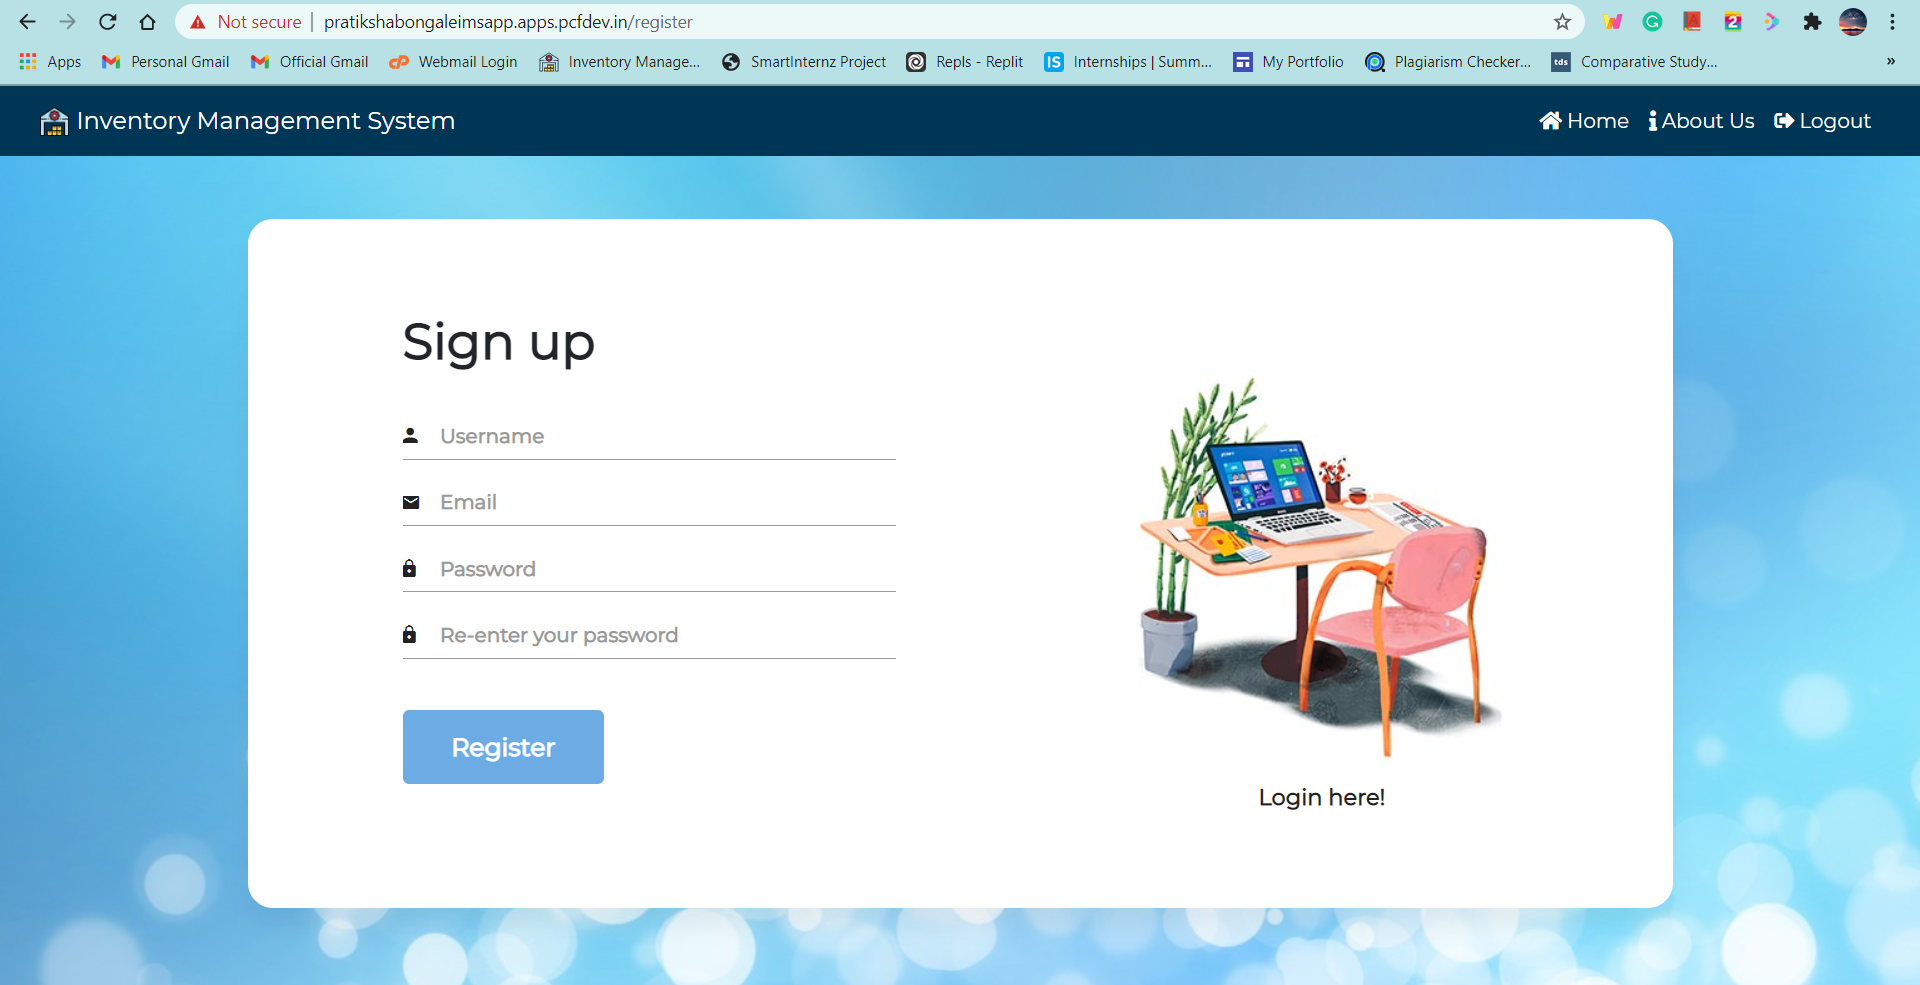 Not secure | pratikshabongaleimsapp.apps.pcfdev.in/register
Apps Personal Gmail Official Gmail Webmail Login Inventory Manage... SmartInternz Project Repls - Replit Internships | Summ... My Portfolio Plagiarism Checker... Comparative Study... »
Inventory Management System Home About Us Logout
Sign up
Username
Email
Password
Re-enter your password
Register
Login here!